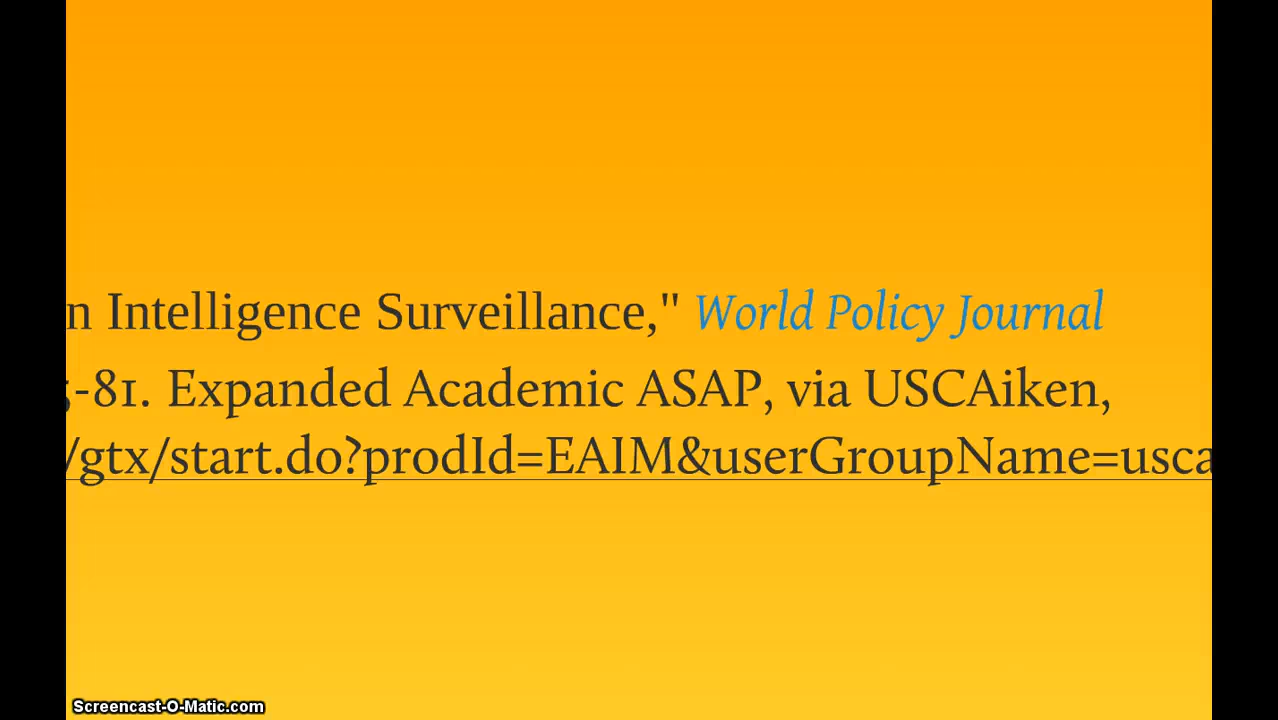 n Intelligence Surveillance," World Policy Journal
-81. Expanded Academic ASAP, via USCAiken,
/gtx/start.do?prodId=EAIM&userGroupName=usca
Screencast-O-Matic.com